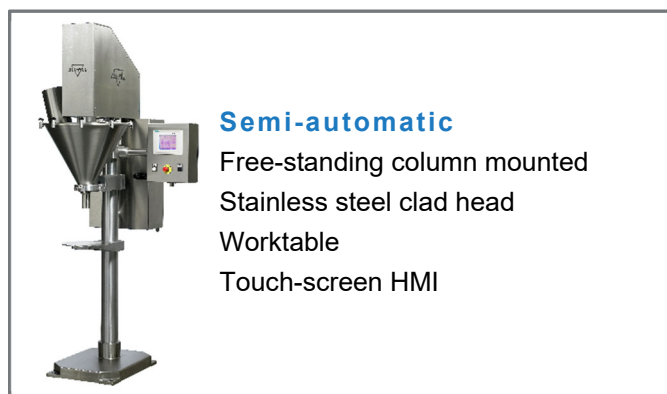 Semi-automatic
Free-standing column mounted
Stainless steel clad head
Worktable
Touch-screen HMI